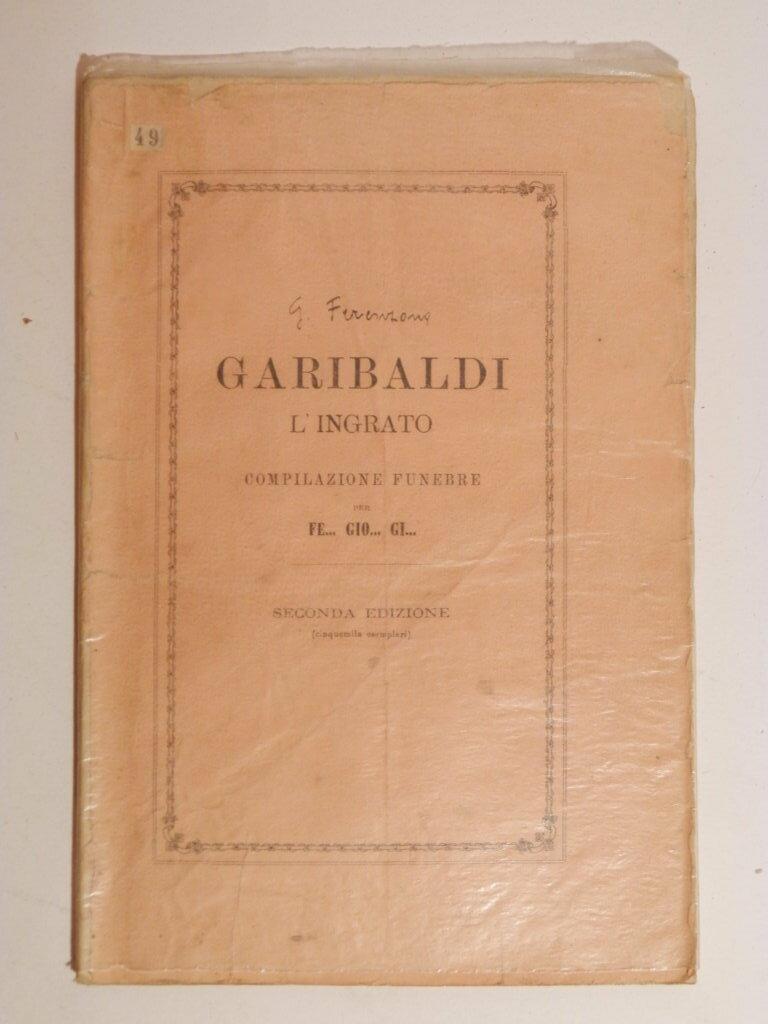 49
G. Ferenzona
GARIBALDI
L'INGRATO
COMPILAZIONE FUNEBRE
PER
FE... GIO... GI...
SECONDA EDIZIONE
(cinquemila esemplari)